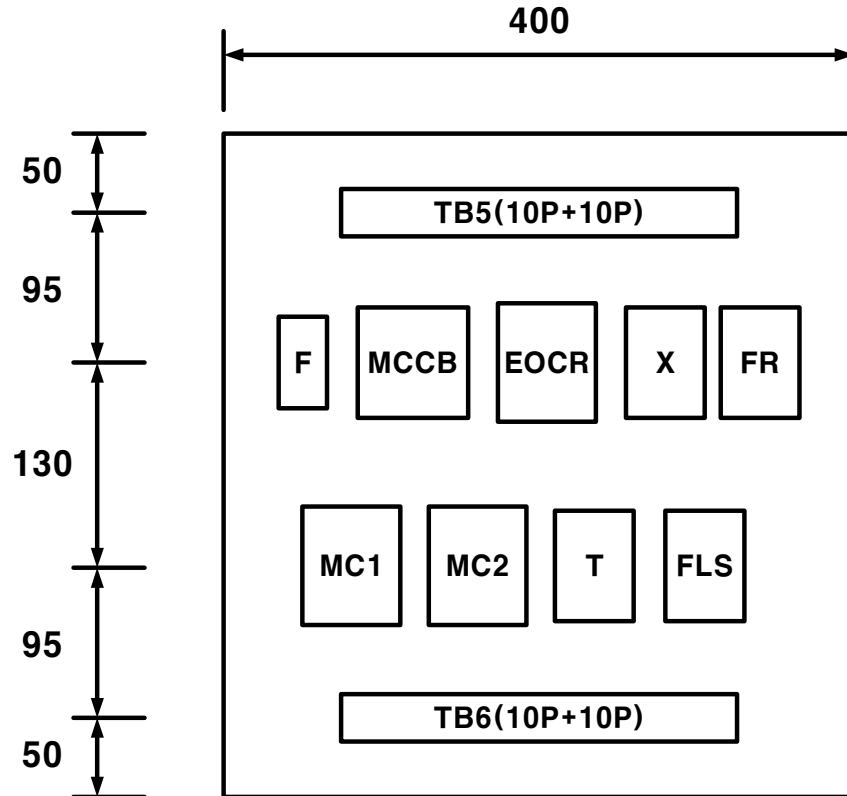 400
50
TB5(10P+10P)
95
F MCCB EOCR X FR
130
MC1 MC2 T FLS
95
TB6(10P+10P)
50